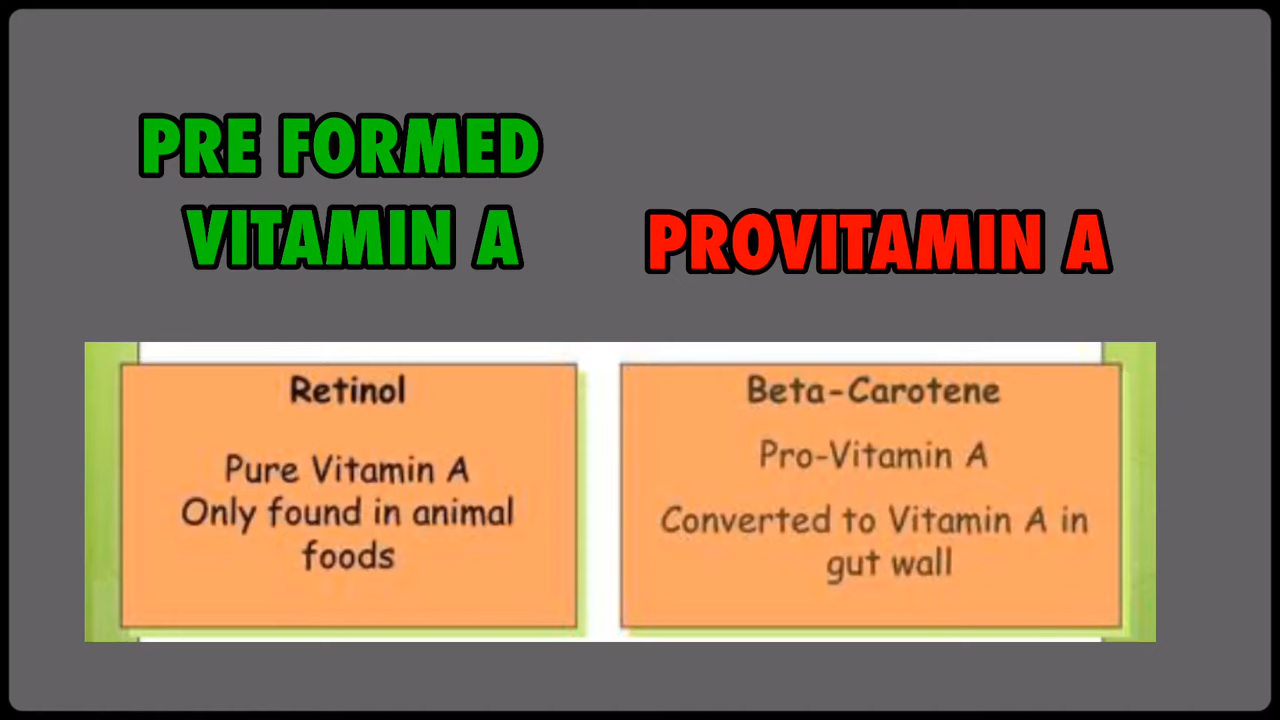 PRE FORMED
VITAMIN A
PROVITAMIN A
Retinol
Pure Vitamin A
Only found in animal
foods
Beta-Carotene
Pro-Vitamin A
Converted to Vitamin A in
gut wall